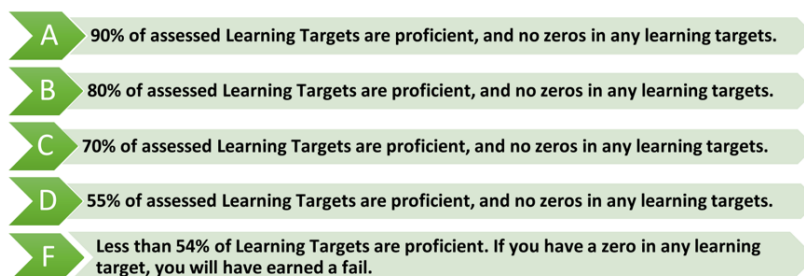 A 90% of assessed Learning Targets are proficient, and no zeros in any learning targets.
B 80% of assessed Learning Targets are proficient, and no zeros in any learning targets.
C 70% of assessed Learning Targets are proficient, and no zeros in any learning targets.
D 55% of assessed Learning Targets are proficient, and no zeros in any learning targets.
F Less than 54% of Learning Targets are proficient. If you have a zero in any learning
target, you will have earned a fail.